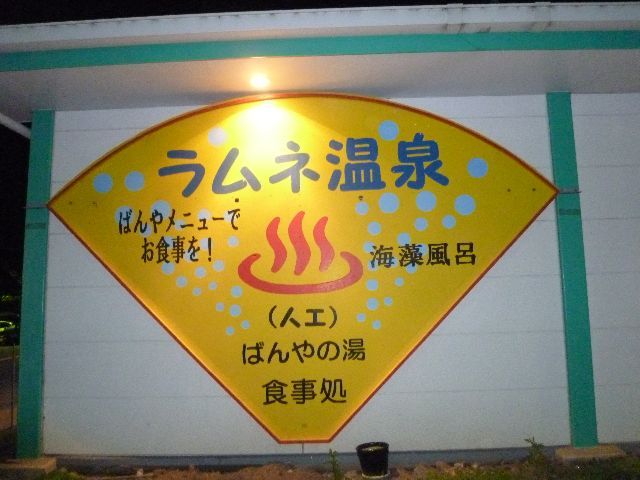 ラムネ温泉
ばんやメニューで
お食事を!
海藻風呂
（人工）
ばんやの湯
食事処